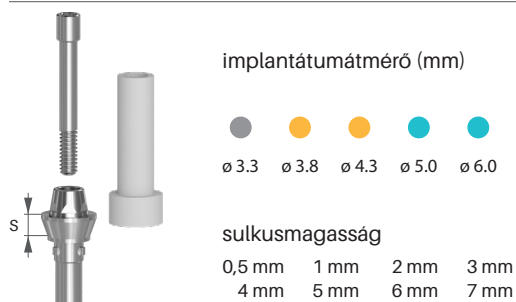 implantátumátmérő (mm)
ø 3.3 ø 3.8 ø 4.3 ø 5.0 ø 6.0
S
sulkusmagasság
0,5 mm 1 mm 2 mm 3 mm
4 mm 5 mm 6 mm 7 mm